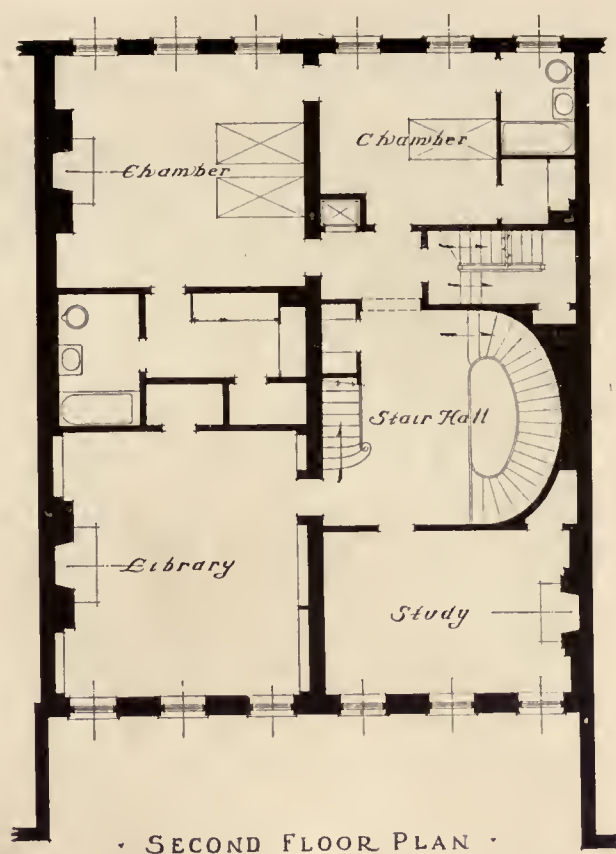 Chamber
Chamber
Stair Hall
Library
Study
· SECOND FLOOR PLAN ·